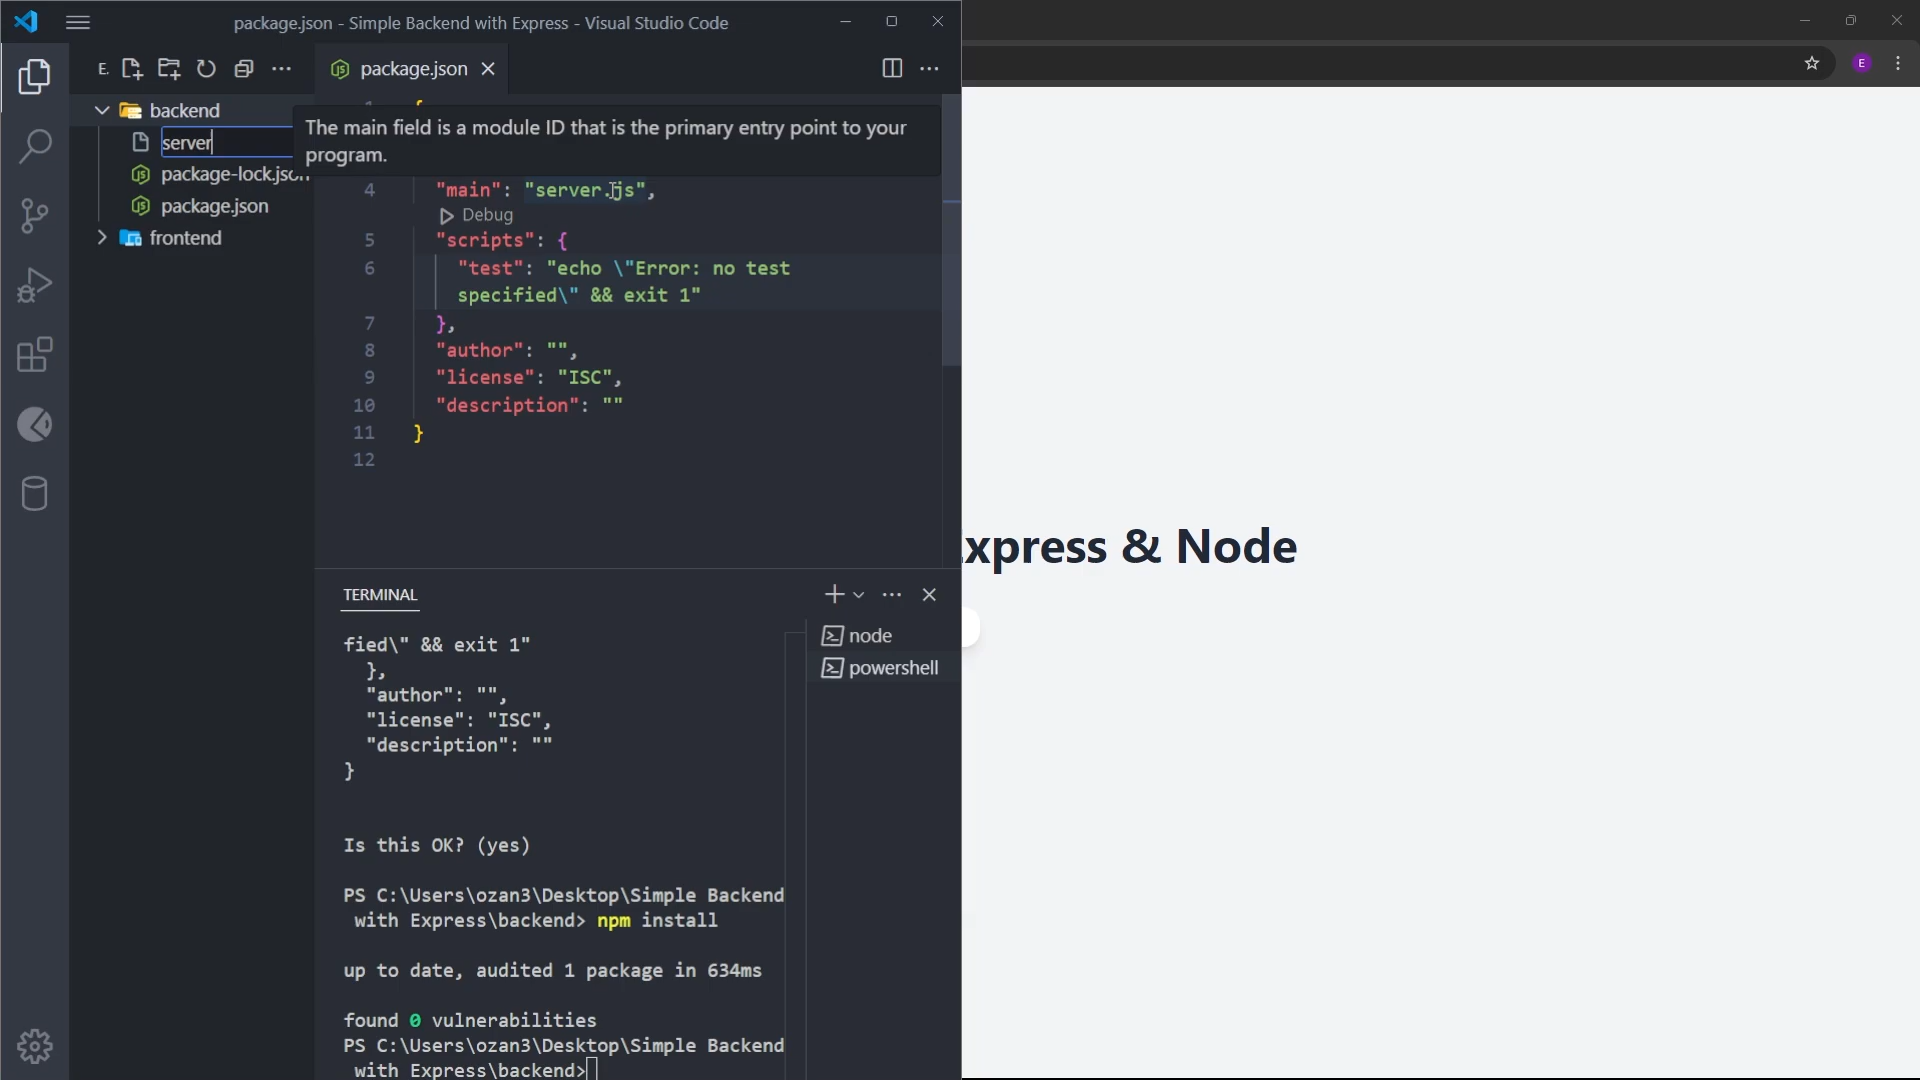 package.json - Simple Backend with Express - Visual Studio Code
E.
package.json
E
backend
server
package-lock.json
package.json
frontend
1 {
The main field is a module ID that is the primary entry point to your
program.
4 "main": "server.js",
Debug
5 "scripts": {
6 "test": "echo \"Error: no test
specified\" && exit 1"
7 },
8 "author": "",
9 "license": "ISC",
10 "description": ""
11 }
12
Express & Node
TERMINAL
node
powershell
fied\" && exit 1"
},
"author": "",
"license": "ISC",
"description": ""
}
Is this OK? (yes)
PS C:\Users\ozan3\Desktop\Simple Backend
with Express\backend> npm install
up to date, audited 1 package in 634ms
found 0 vulnerabilities
PS C:\Users\ozan3\Desktop\Simple Backend
with Express\backend>